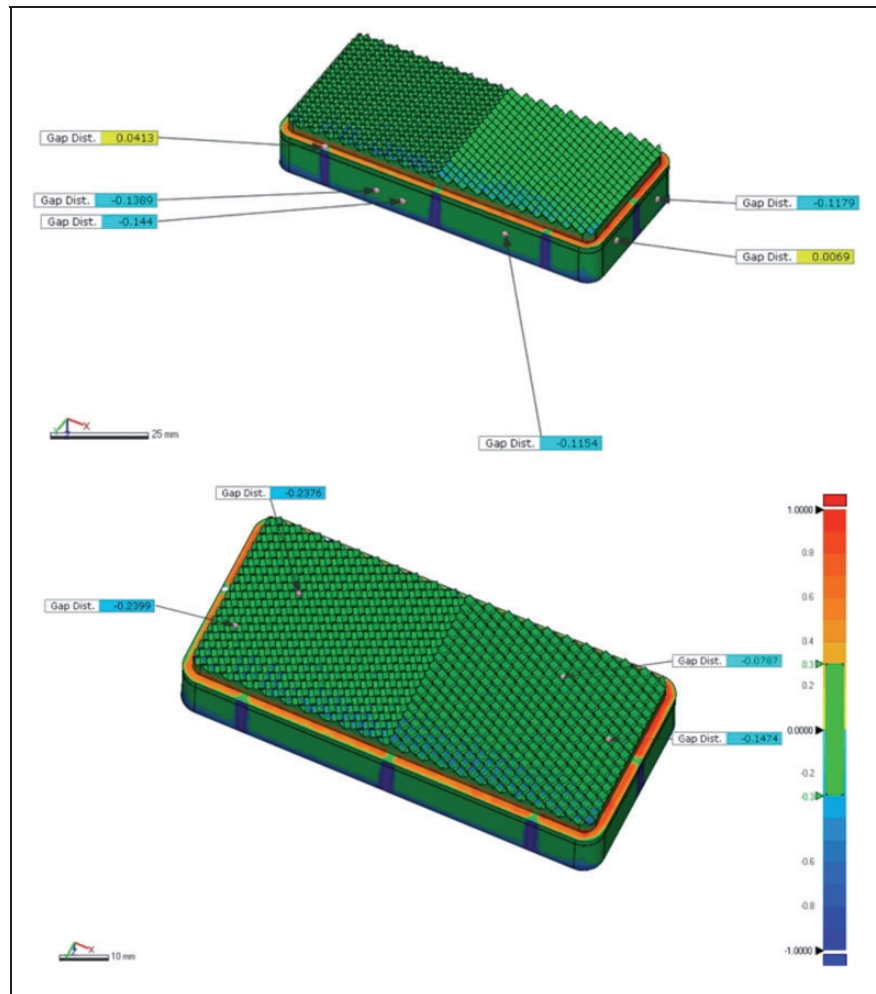 Gap Dist. 0.0413
Gap Dist. -0.1389
Gap Dist. -0.144
Gap Dist. -0.1179
Gap Dist. 0.0069
Gap Dist. -0.1154
X
25 mm
Gap Dist. -0.2376
Gap Dist. -0.2399
Gap Dist. -0.0787
Gap Dist. -0.1474
1.0000
0.8
0.6
0.4
0.3
0.2
0.0000
-0.2
-0.3
-0.6
-0.8
-1.0000
X
10 mm